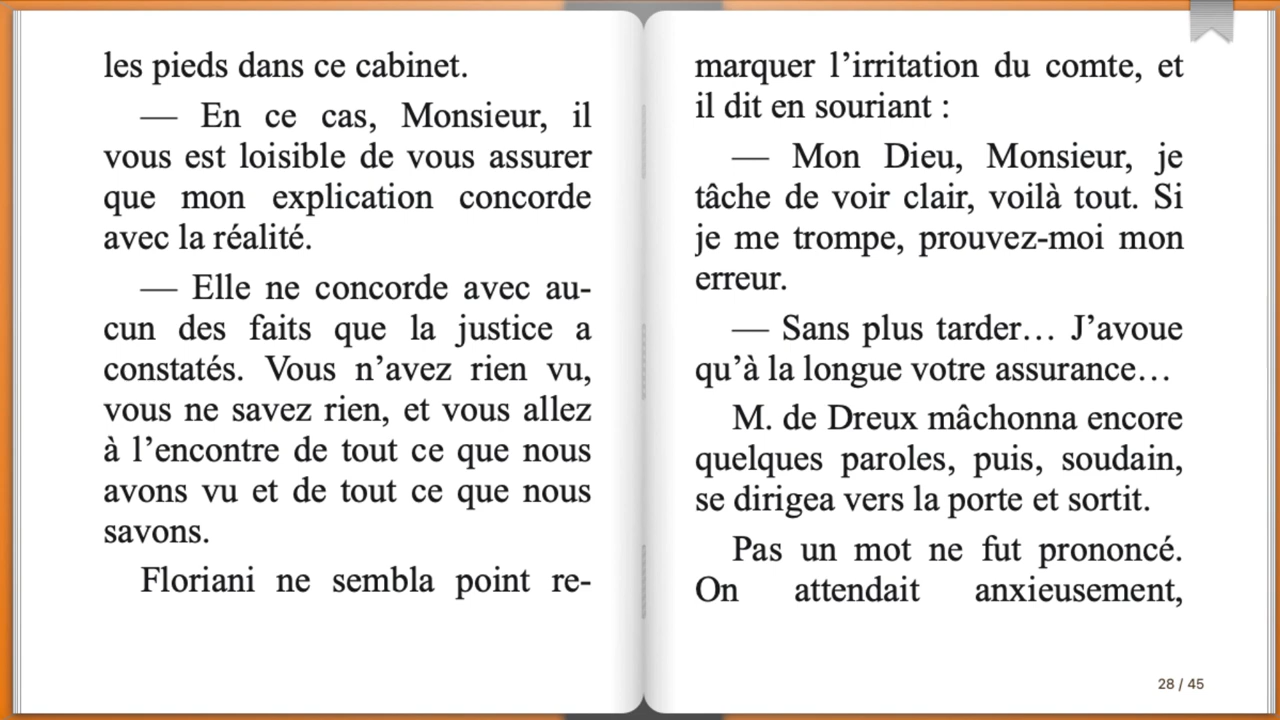 les pieds dans ce cabinet.
— En ce cas, Monsieur, il
vous est loisible de vous assurer
que mon explication concorde
avec la réalité.
— Elle ne concorde avec au-
cun des faits que la justice a
constatés. Vous n’avez rien vu,
vous ne savez rien, et vous allez
à l’encontre de tout ce que nous
avons vu et de tout ce que nous
savons.
Floriani ne sembla point re-
marquer l’irritation du comte, et
il dit en souriant :
— Mon Dieu, Monsieur, je
tâche de voir clair, voilà tout. Si
je me trompe, prouvez-moi mon
erreur.
— Sans plus tarder… J’avoue
qu’à la longue votre assurance…
M. de Dreux mâchonna encore
quelques paroles, puis, soudain,
se dirigea vers la porte et sortit.
Pas un mot ne fut prononcé.
On attendait anxieusement,
28 / 45